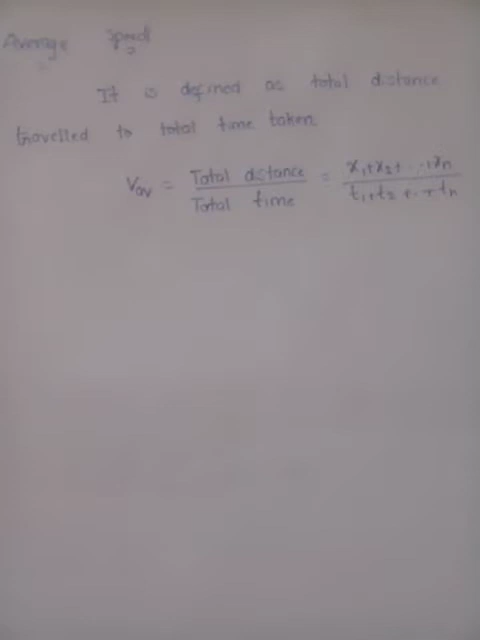 Average Speed
It is defined as total distance
travelled to total time taken
Vav = Total distance / Total time = x1+x2+...+xn / t1+t2+..+tn